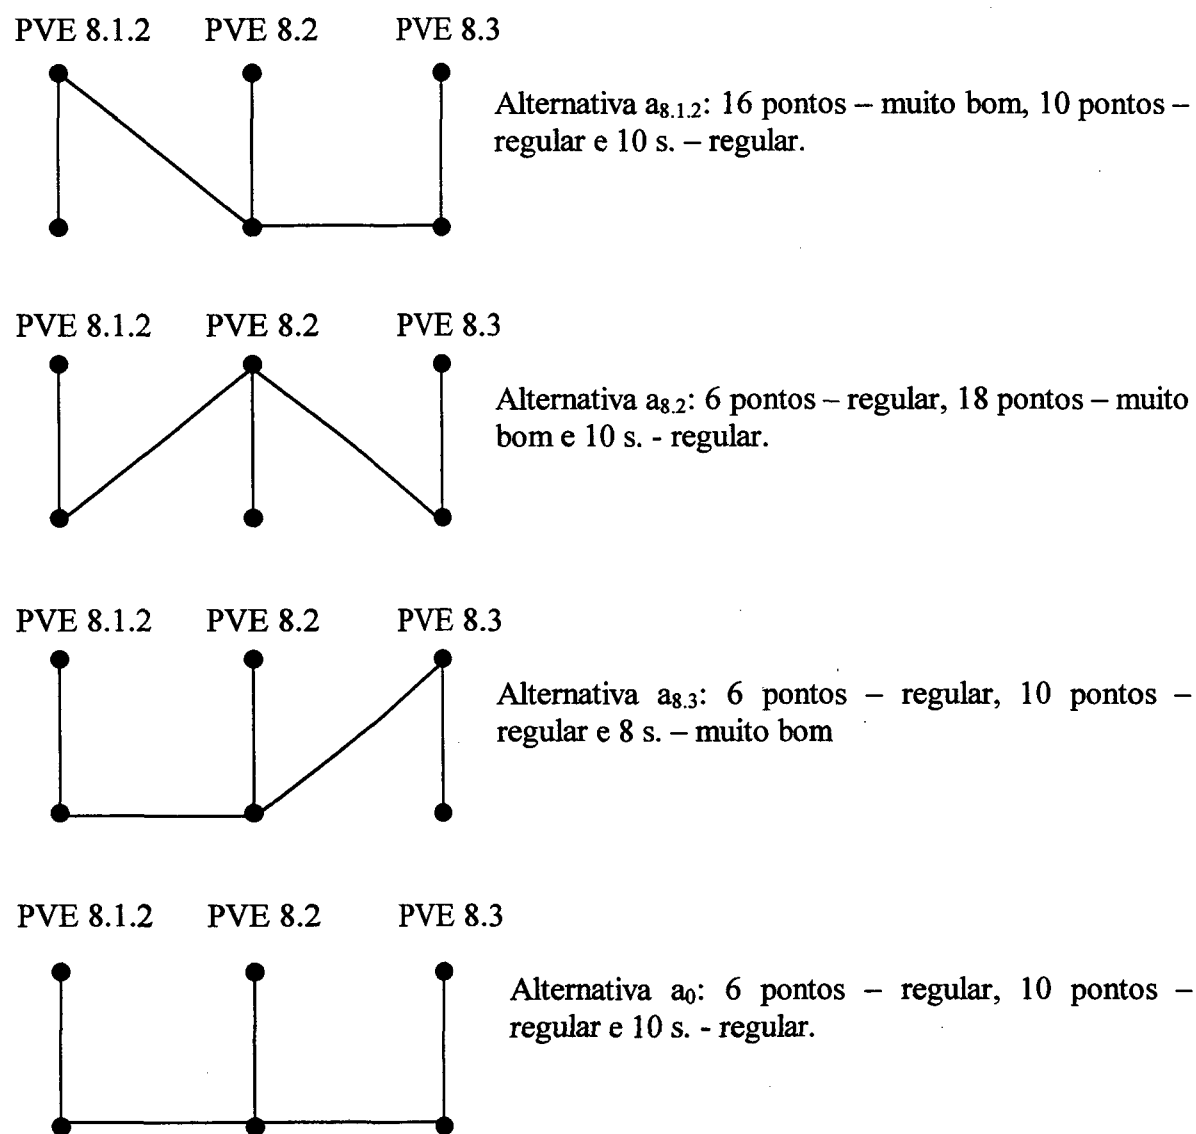 PVE 8.1.2 PVE 8.2 PVE 8.3
Alternativa a8.1.2: 16 pontos – muito bom, 10 pontos –
regular e 10 s. – regular.
PVE 8.1.2 PVE 8.2 PVE 8.3
Alternativa a8.2: 6 pontos – regular, 18 pontos – muito
bom e 10 s. - regular.
PVE 8.1.2 PVE 8.2 PVE 8.3
Alternativa a8.3: 6 pontos – regular, 10 pontos –
regular e 8 s. – muito bom
PVE 8.1.2 PVE 8.2 PVE 8.3
Alternativa a0: 6 pontos – regular, 10 pontos –
regular e 10 s. - regular.